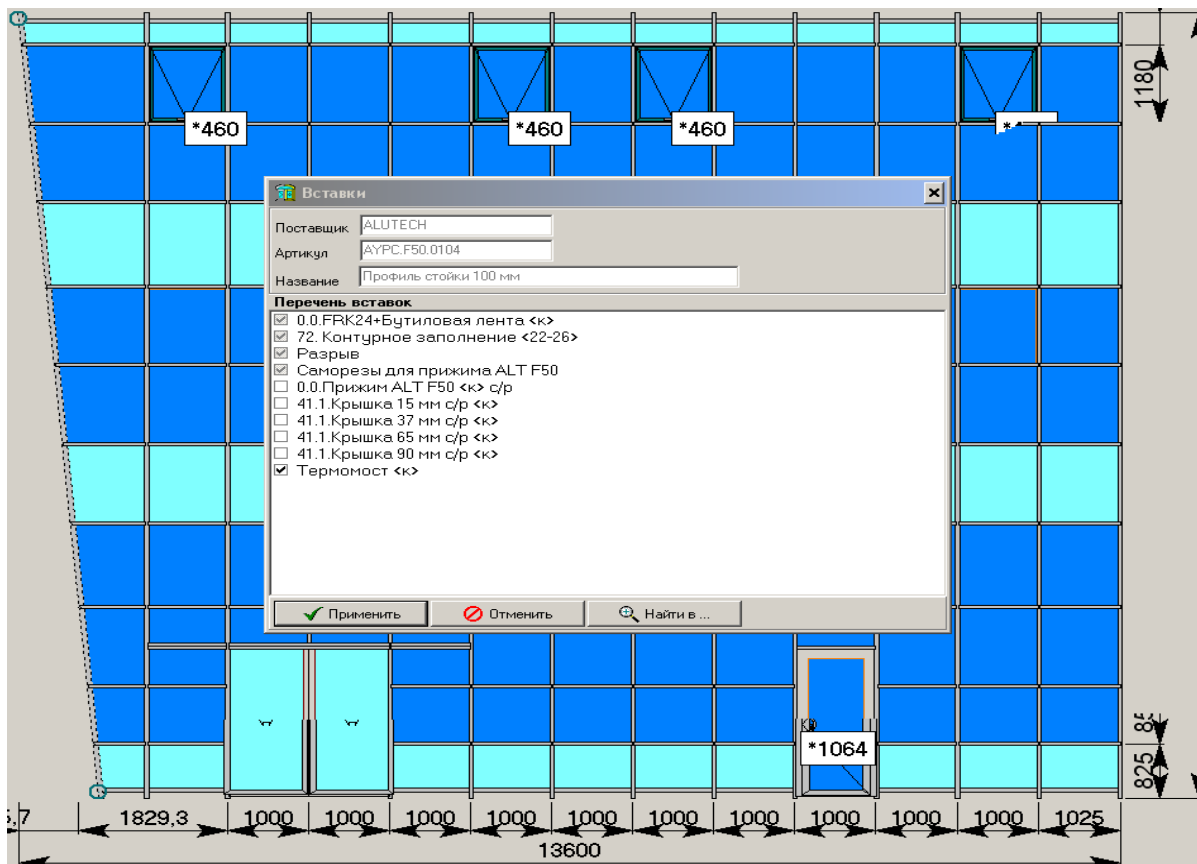 1180
*460 *460 *460
Вставки
Поставщик ALUTECH
Артикул AYPC.F50.0104
Название Профиль стойки 100 мм
Перечень вставок
0.0.FRK24+Бутиловая лента <к>
72. Контурное заполнение <22-26>
Разрыв
Саморезы для прижима ALT F50
0.0.Прижим ALT F50 <к> с/р
41.1.Крышка 15 мм с/р <к>
41.1.Крышка 37 мм с/р <к>
41.1.Крышка 65 мм с/р <к>
41.1.Крышка 90 мм с/р <к>
Термомост <к>
Применить Отменить Найти в ...
*1064
825
1829,3 1000 1000 1000 1000 1000 1000 1000 1000 1000 1000 1025
13600